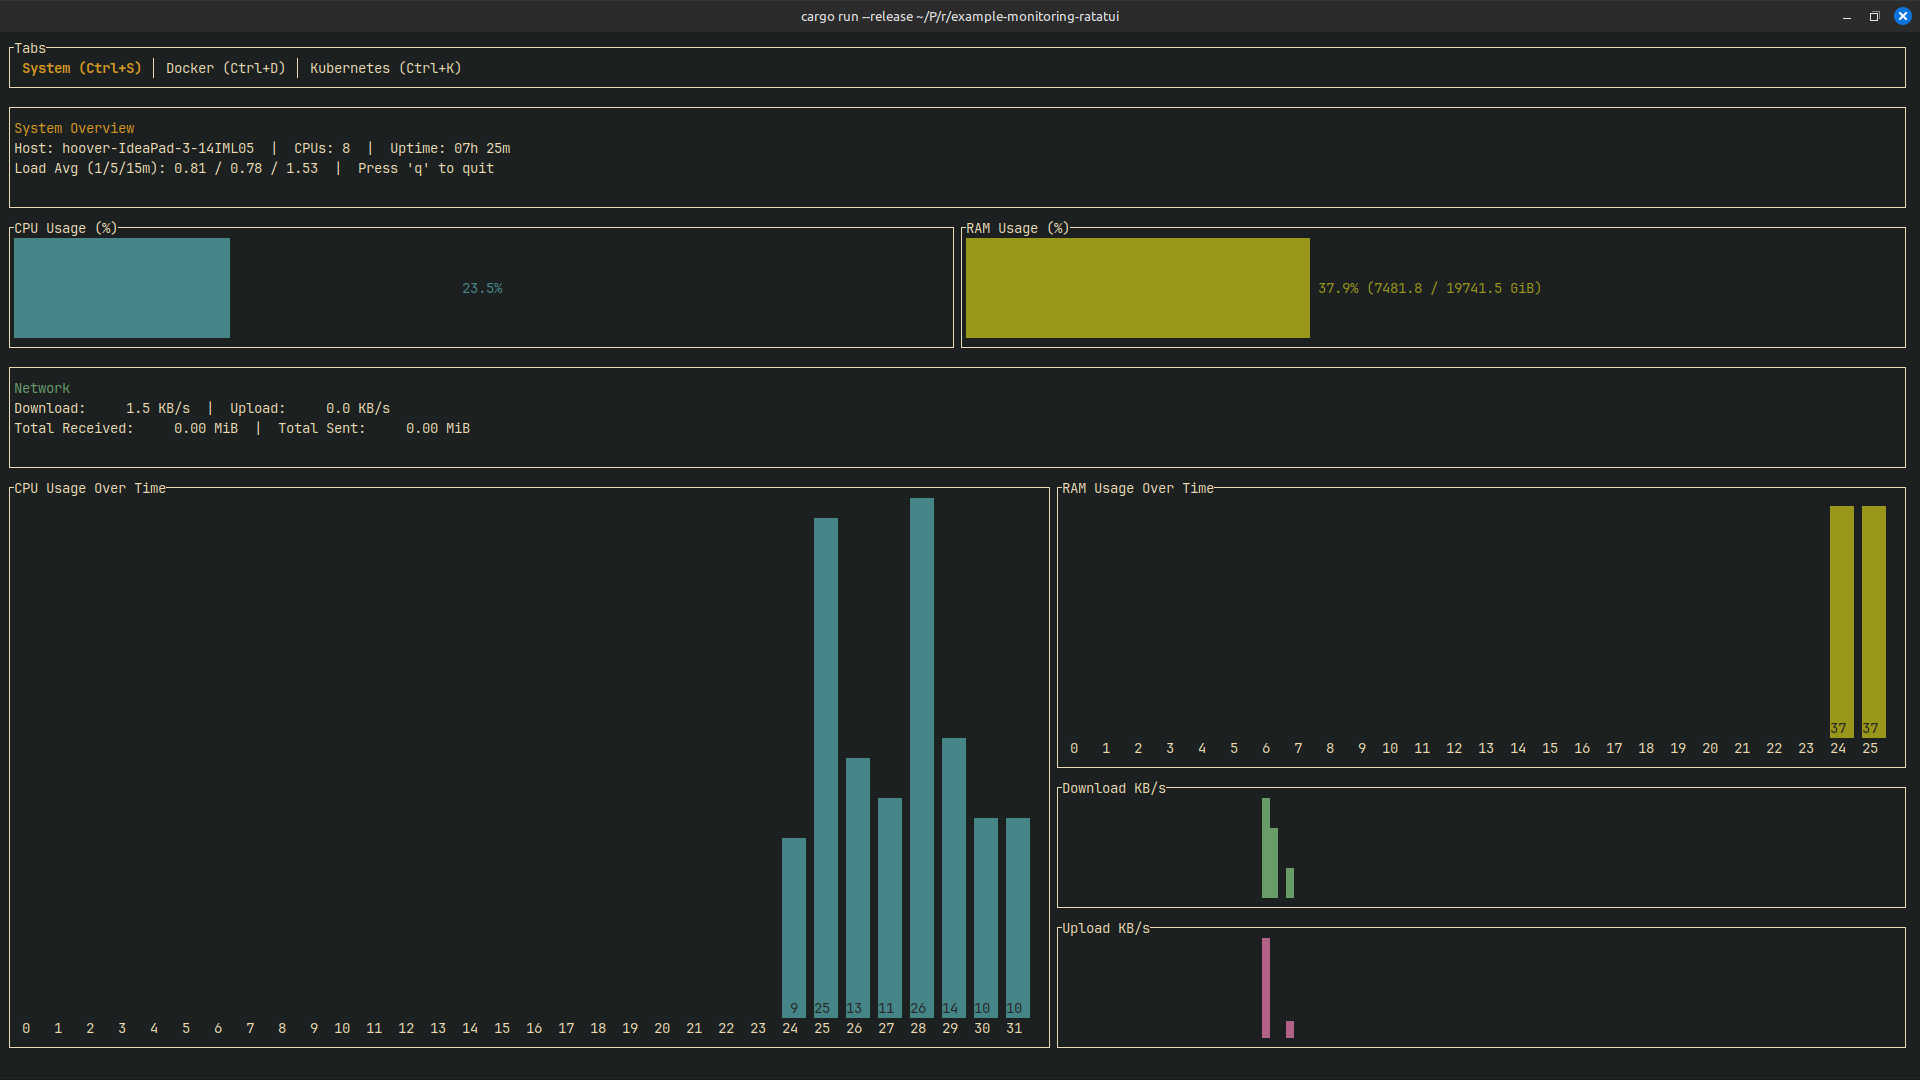 cargo run --release ~/P/r/example-monitoring-ratatui
Tabs
System (Ctrl+S) │ Docker (Ctrl+D) │ Kubernetes (Ctrl+K)
System Overview
Host: hoover-IdeaPad-3-14IML05 | CPUs: 8 | Uptime: 07h 25m
Load Avg (1/5/15m): 0.81 / 0.78 / 1.53 | Press 'q' to quit
CPU Usage (%)
23.5%
RAM Usage (%)
37.9% (7481.8 / 19741.5 GiB)
Network
Download: 1.5 KB/s | Upload: 0.0 KB/s
Total Received: 0.00 MiB | Total Sent: 0.00 MiB
CPU Usage Over Time
9 25 13 11 26 14 10 10
0 1 2 3 4 5 6 7 8 9 10 11 12 13 14 15 16 17 18 19 20 21 22 23 24 25 26 27 28 29 30 31
RAM Usage Over Time
37 37
0 1 2 3 4 5 6 7 8 9 10 11 12 13 14 15 16 17 18 19 20 21 22 23 24 25
Download KB/s
Upload KB/s